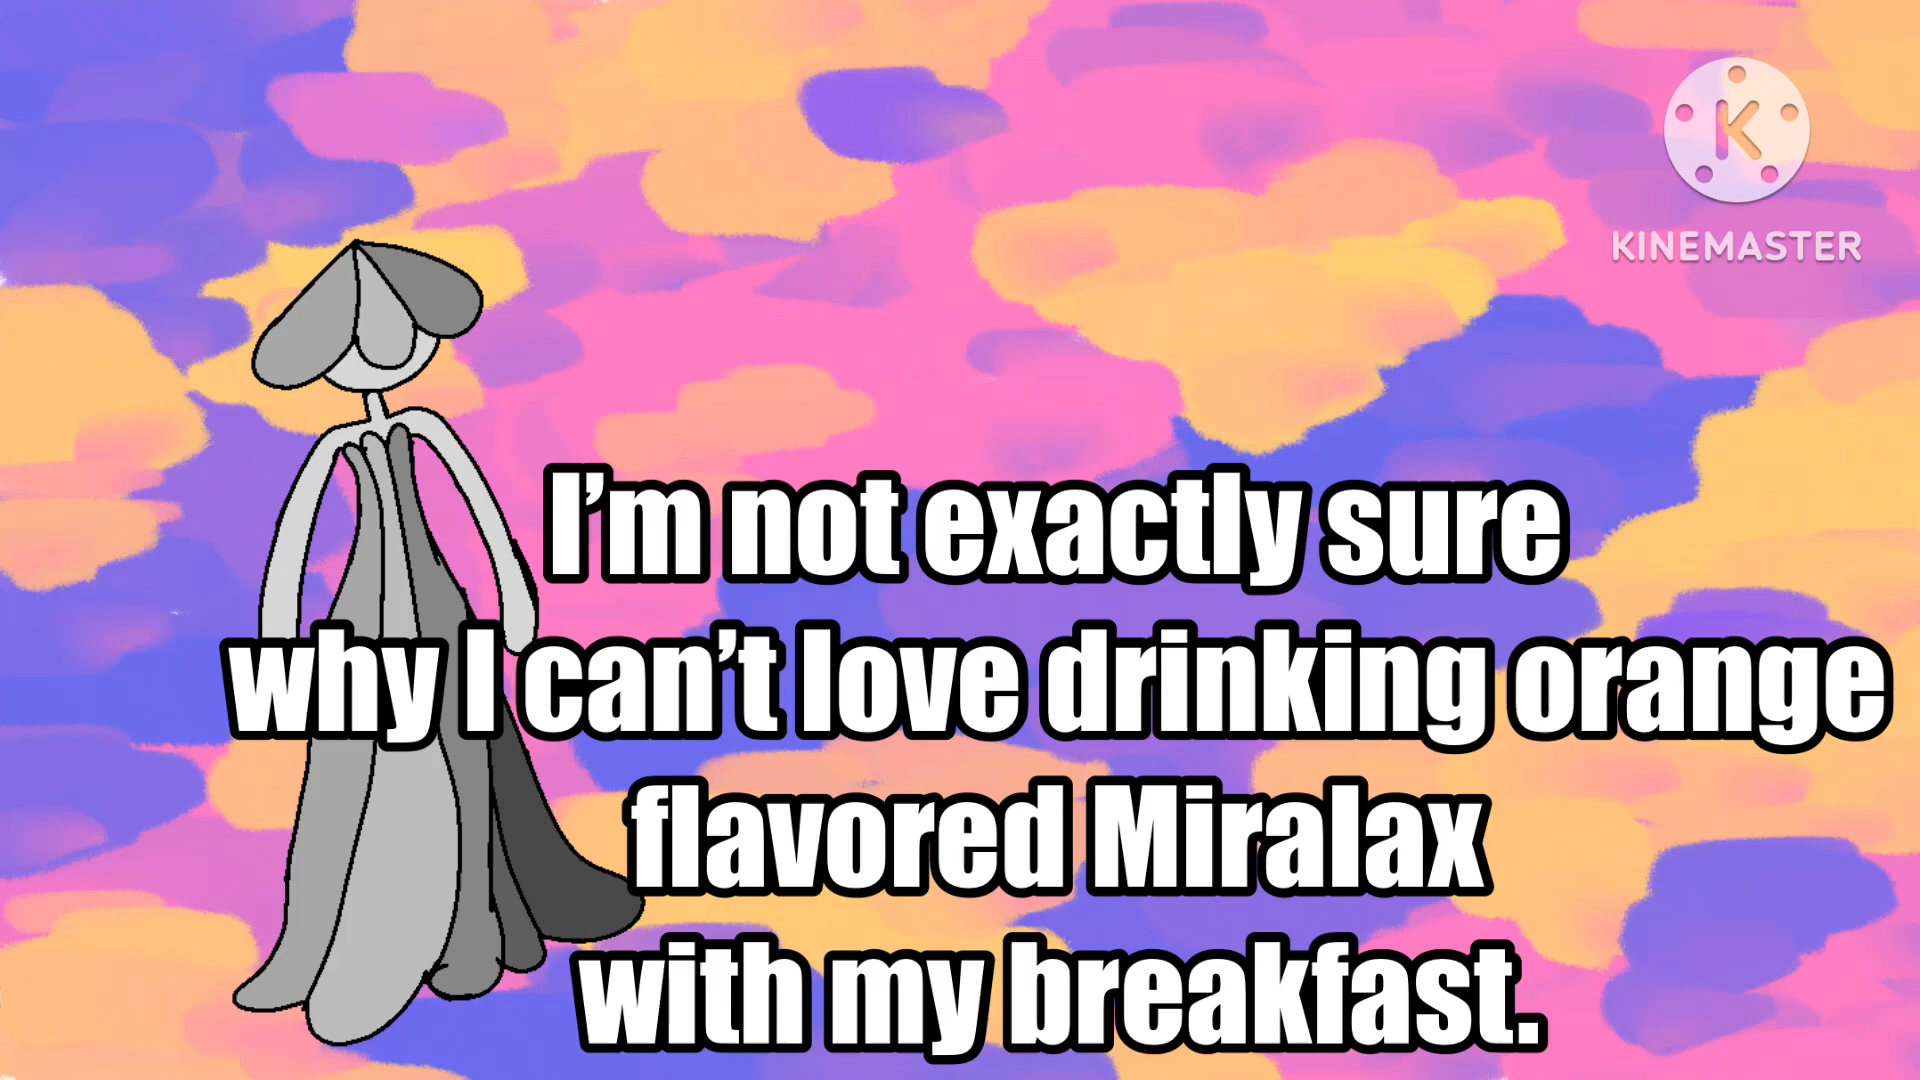 K
KINEMASTER
I’m not exactly sure
why I can’t love drinking orange
flavored Miralax
with my breakfast.